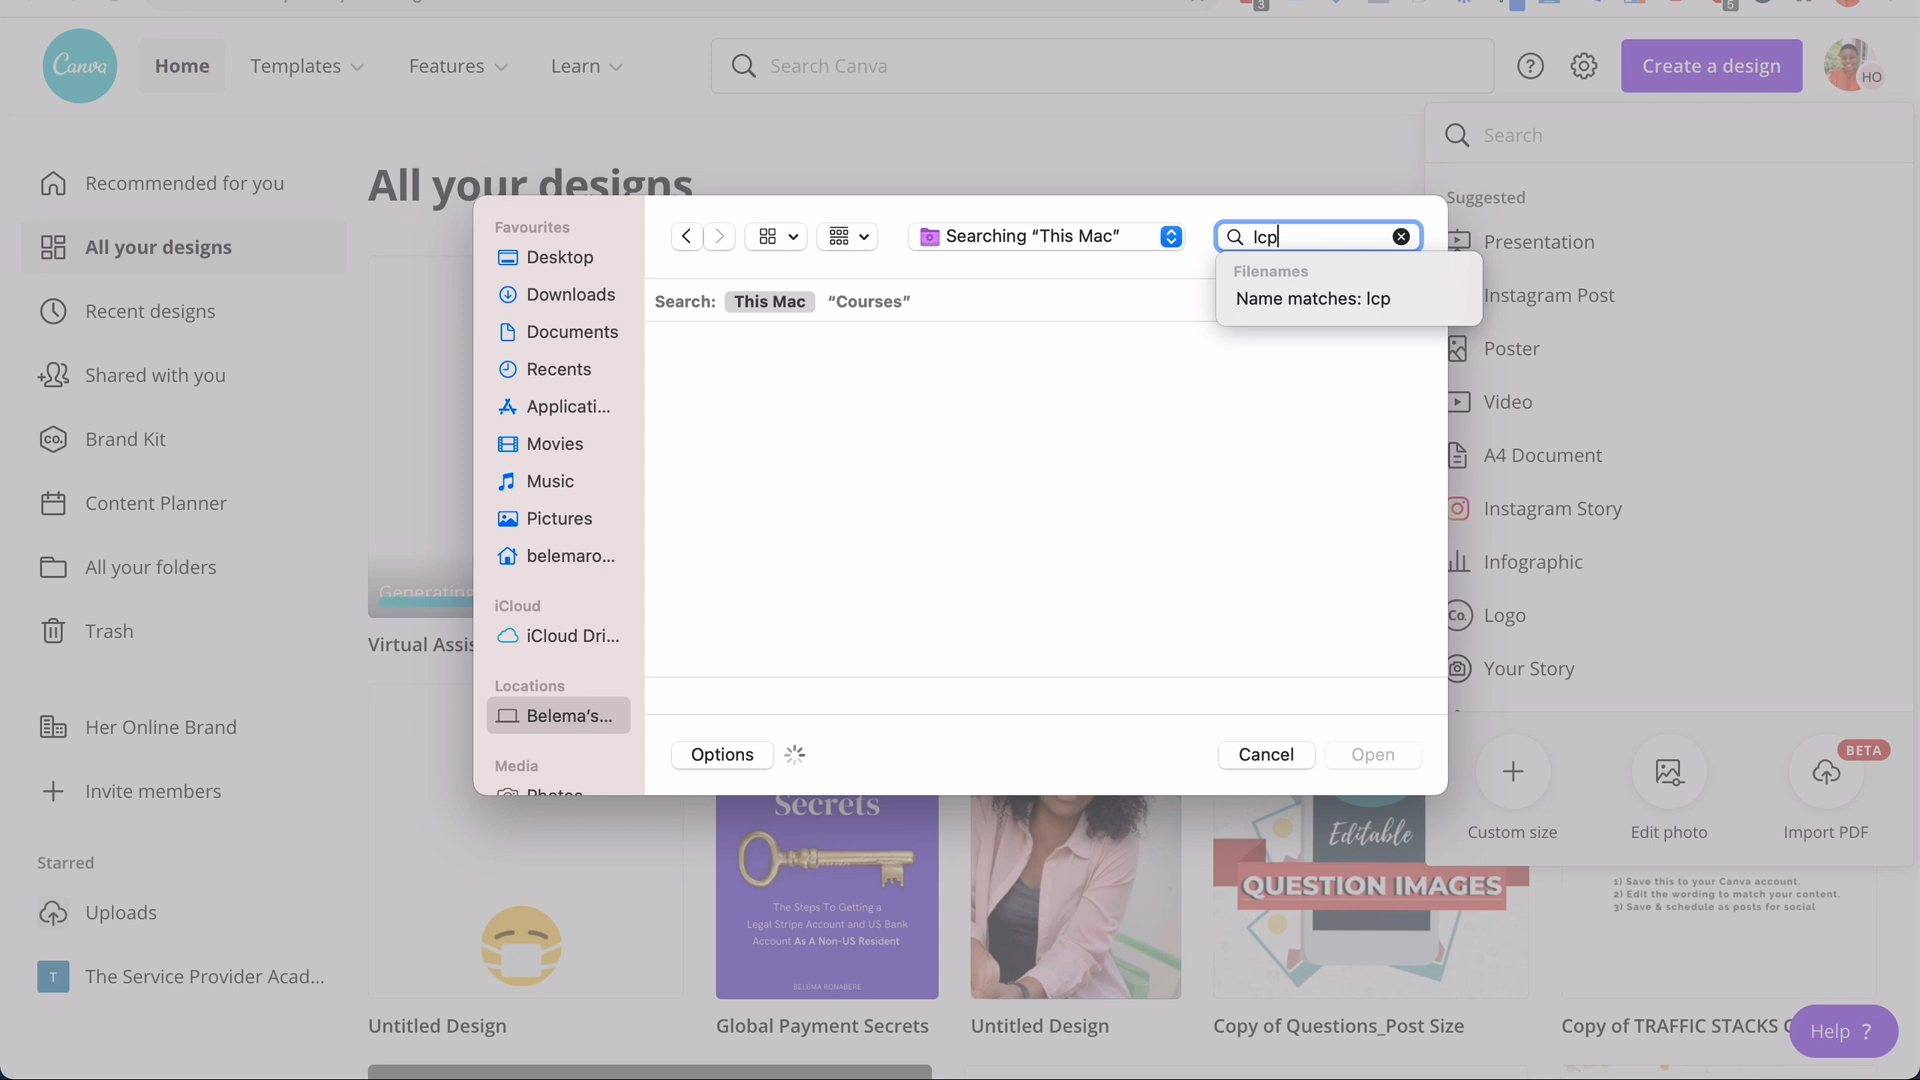 3
5
Canva
Home
Templates
Features
Learn
Search Canva
Create a design
HO
Search
Recommended for you
All your designs
Recent designs
Shared with you
Brand Kit
CO.
Content Planner
All your folders
Trash
Her Online Brand
Invite members
Starred
Uploads
T
The Service Provider Acad...
All your designs
Favourites
Desktop
Downloads
Documents
Recents
Applicati...
Movies
Music
Pictures
belemaro...
iCloud
iCloud Dri...
Locations
Belema’s...
Media
Photos
Searching “This Mac”
lcp
Filenames
Name matches: lcp
Search: This Mac “Courses”
Options
Cancel
Open
Suggested
Presentation
Instagram Post
Poster
Video
A4 Document
Instagram Story
Infographic
Co.
Logo
Your Story
BETA
Custom size
Edit photo
Import PDF
Generating
Virtual Assis
Secrets
The Steps To Getting a
Legal Stripe Account and US Bank
Account As A Non-US Resident
BELEMA RONABERE
Editable
QUESTION IMAGES
1) Save this to your Canva account.
2) Edit the wording to match your content.
3) Save & schedule as posts for social
Untitled Design
Global Payment Secrets
Untitled Design
Copy of Questions_Post Size
Copy of TRAFFIC STACKS
Help ?